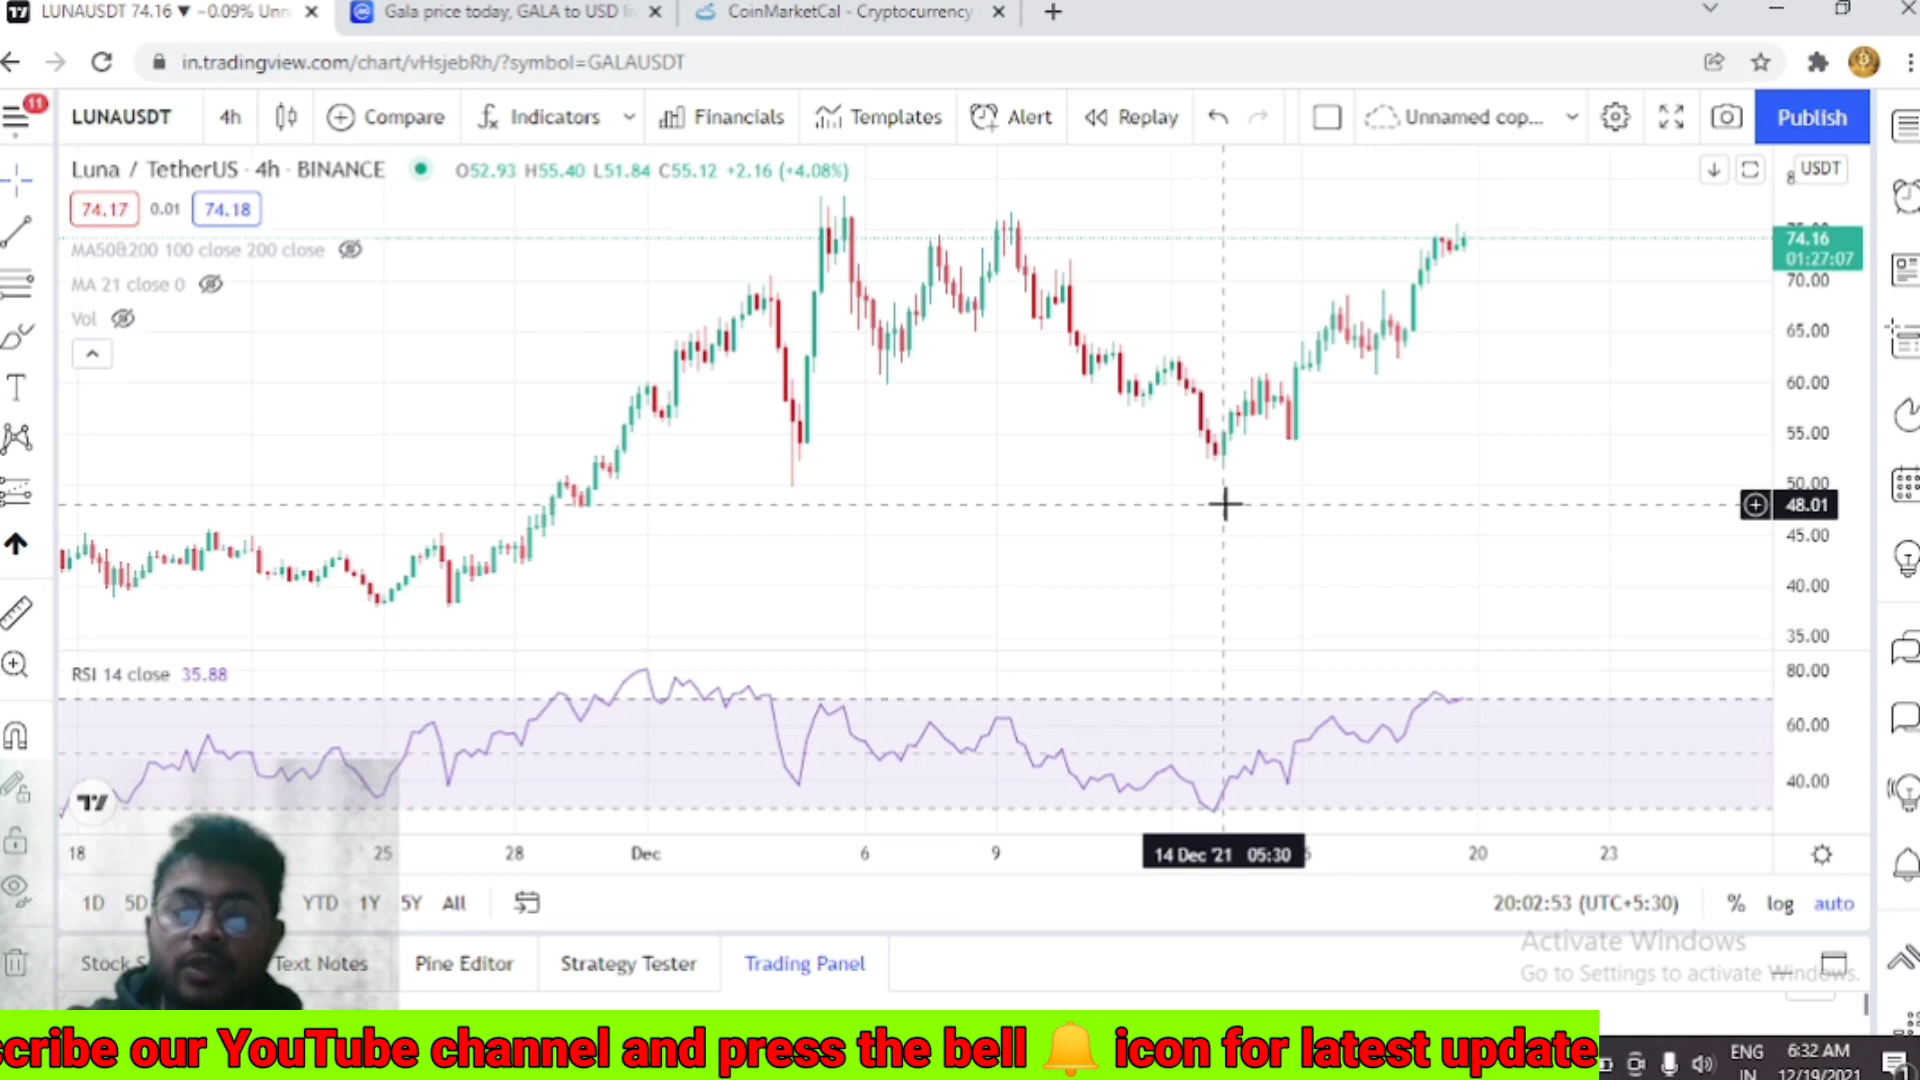 LUNAUSDT 74.16 ▼ −0.09% Unn
Gala price today, GALA to USD li
CoinMarketCal - Cryptocurrency
in.tradingview.com/chart/vHsjebRh/?symbol=GALAUSDT
11
LUNAUSDT 4h Compare Indicators Financials Templates Alert Replay Unnamed cop... Publish
Luna / TetherUS · 4h · BINANCE O52.93 H55.40 L51.84 C55.12 +2.16 (+4.08%)
USDT
74.17 0.01 74.18
MA50&200 100 close 200 close
MA 21 close 0
Vol
74.16
01:27:07
70.00
65.00
60.00
55.00
50.00
48.01
45.00
40.00
35.00
RSI 14 close 35.88
80.00
60.00
40.00
18 25 28 Dec 6 9 14 Dec '21 05:30 20 23
1D 5D YTD 1Y 5Y All 20:02:53 (UTC+5:30) % log auto
Activate Windows
Go to Settings to activate Windows.
Stock S Text Notes Pine Editor Strategy Tester Trading Panel
scribe our YouTube channel and press the bell 🔔 icon for latest update
ENG 6:32 AM
IN 12/19/2021